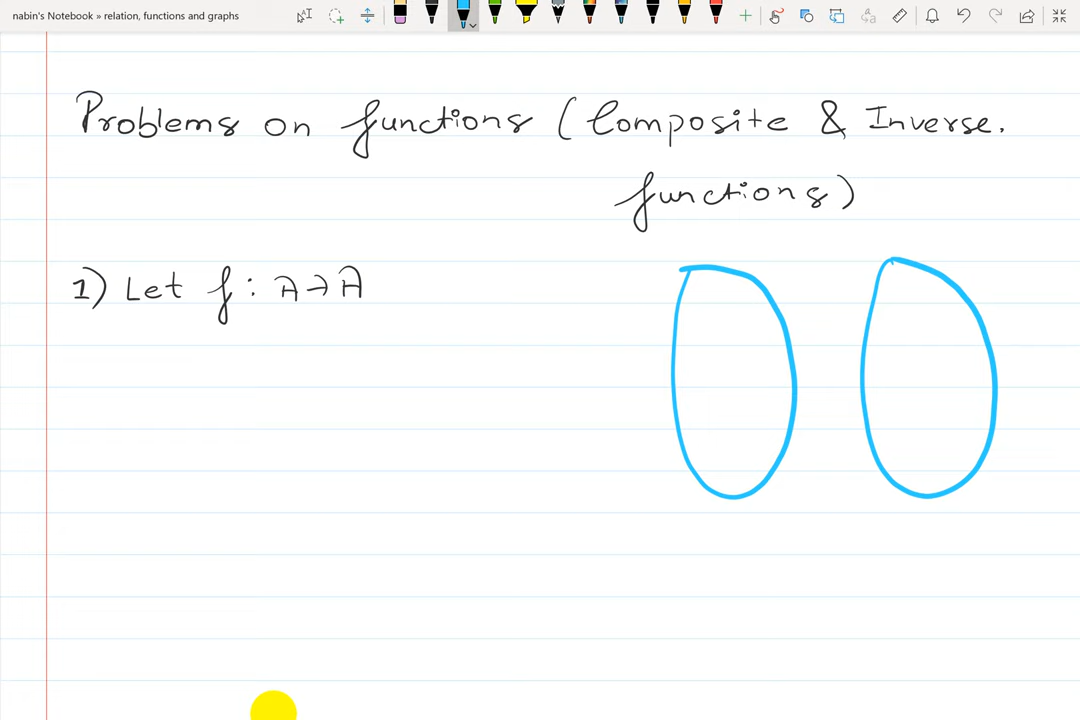 nabin's Notebook » relation, functions and graphs
Problems on functions (Composite & Inverse.
functions)
1) Let f : A→A